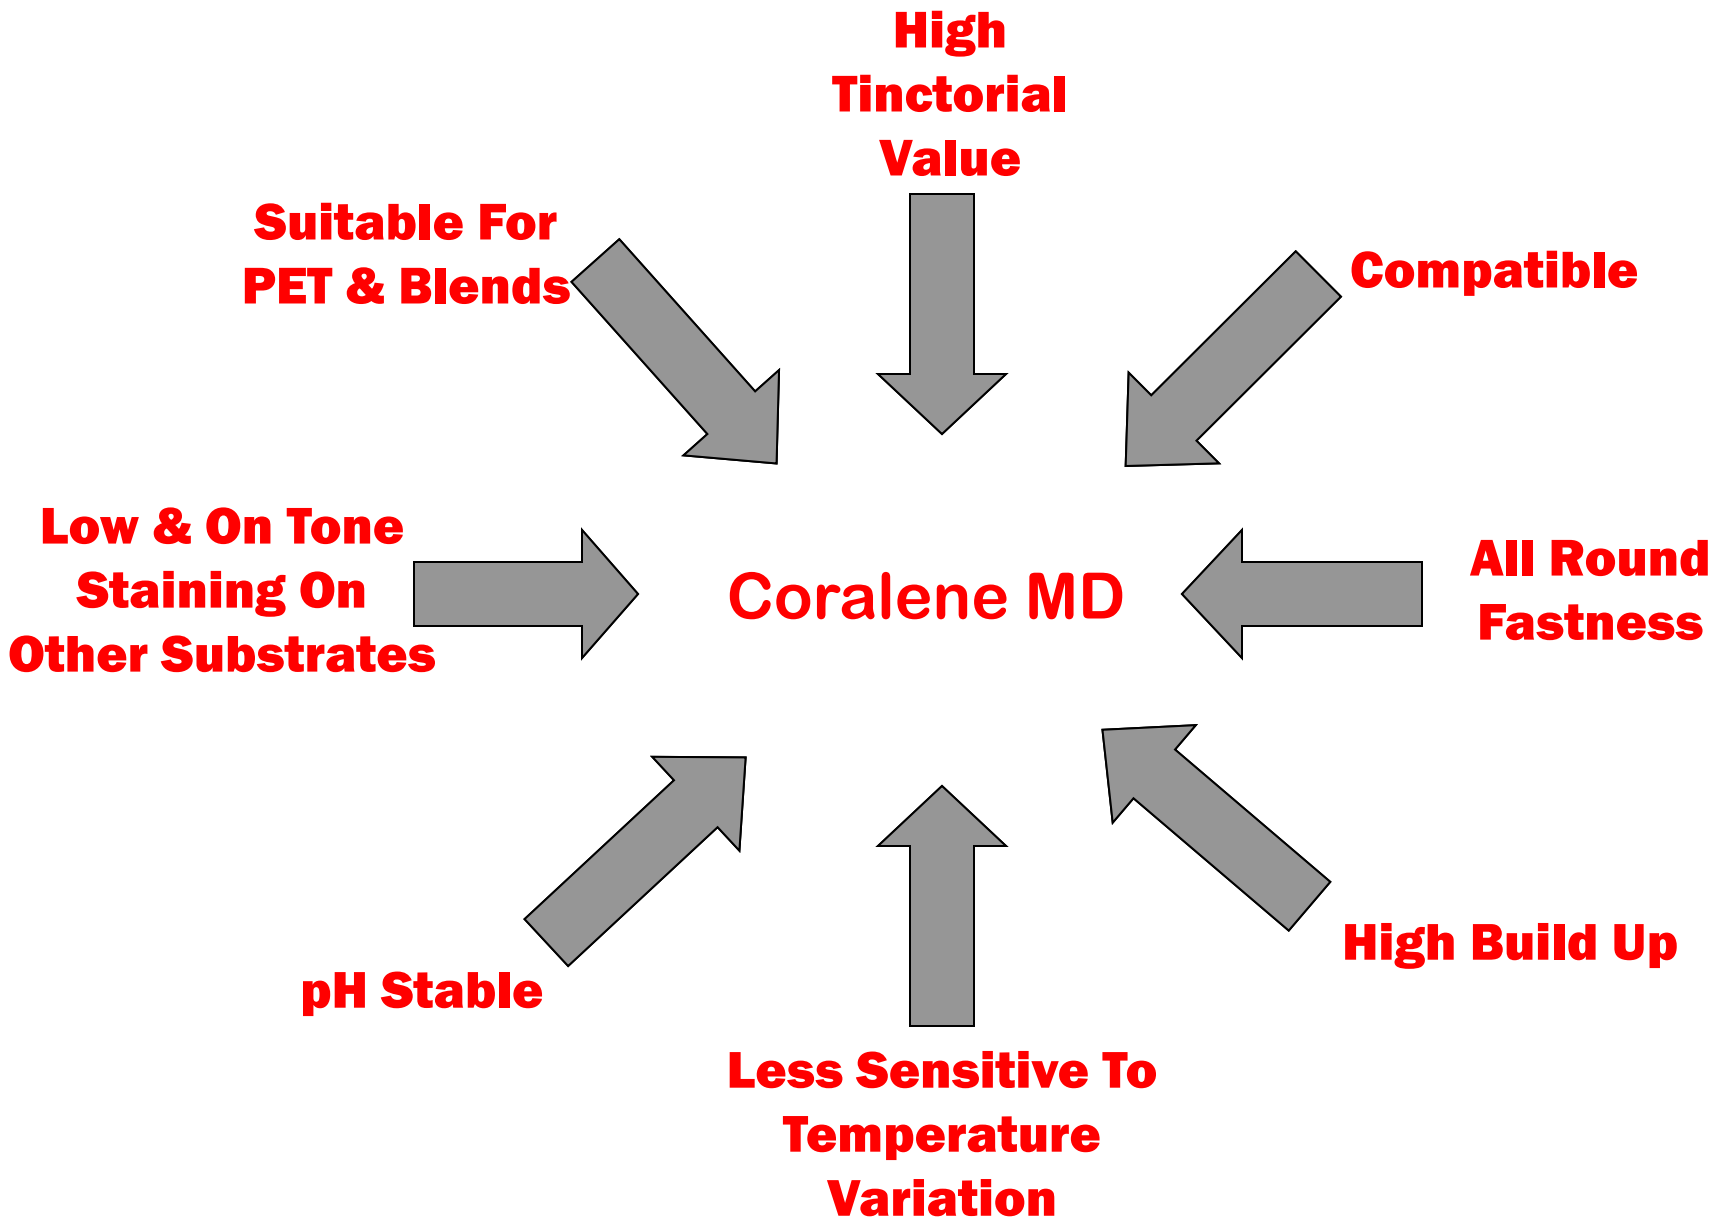 High
Tinctorial
Value
Suitable For
PET & Blends
Compatible
Low & On Tone
Staining On
Other Substrates
Coralene MD
All Round
Fastness
pH Stable
High Build Up
Less Sensitive To
Temperature
Variation